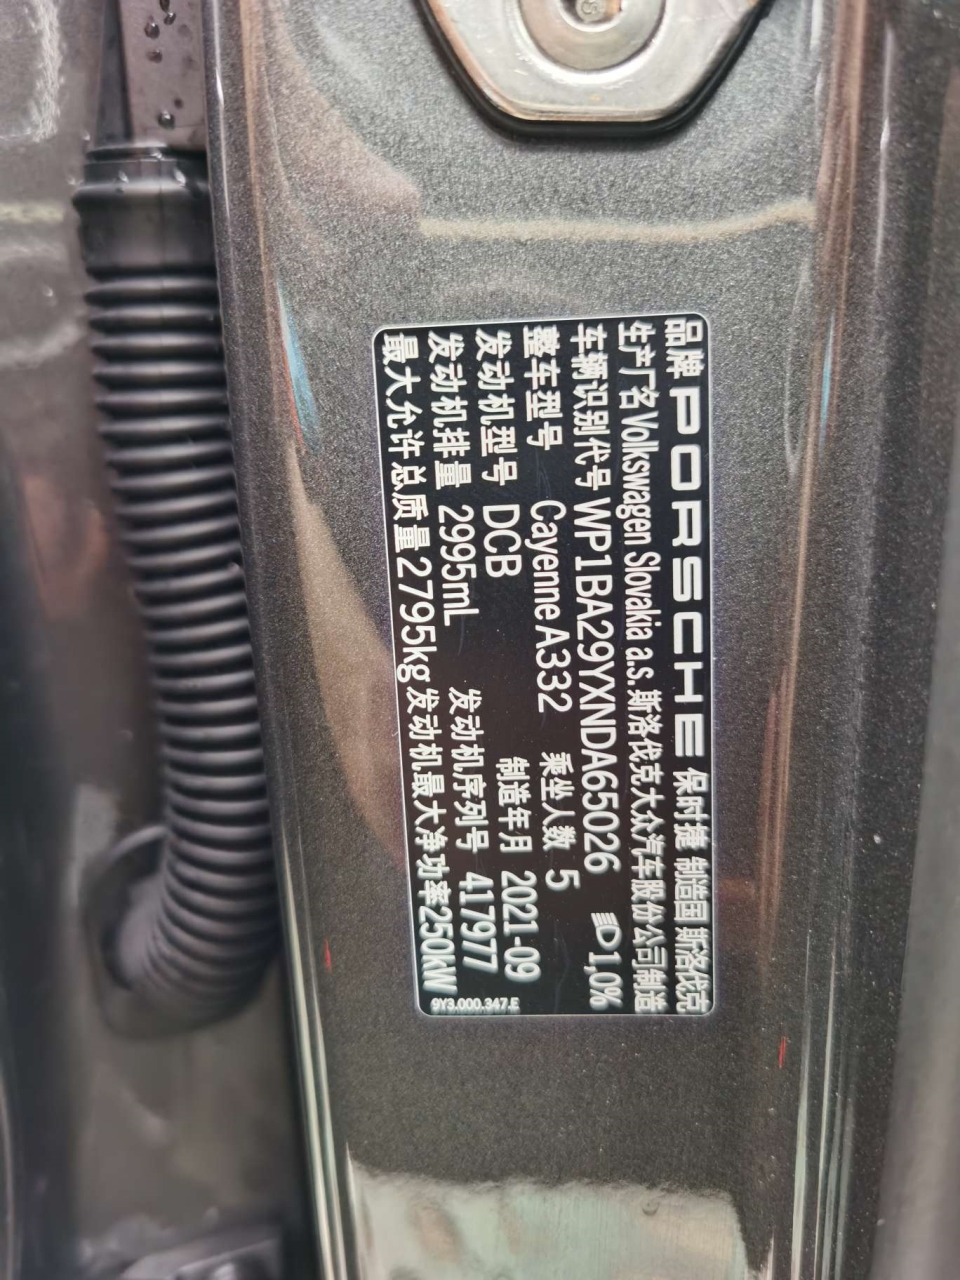 品牌 PORSCHE 保时捷 制造国 斯洛伐克
生产厂名 Volkswagen Slovakia a.s. 斯洛伐克大众汽车股份公司制造
车辆识别代号 WP1BA29YXNDA65026 1,0%
整车型号 Cayenne A332 乘坐人数 5
发动机型号 DCB 制造年月 2021-09
发动机排量 2995mL 发动机序列号 417977
最大允许总质量 2795kg 发动机最大净功率 250kW
9Y3.000.347.E